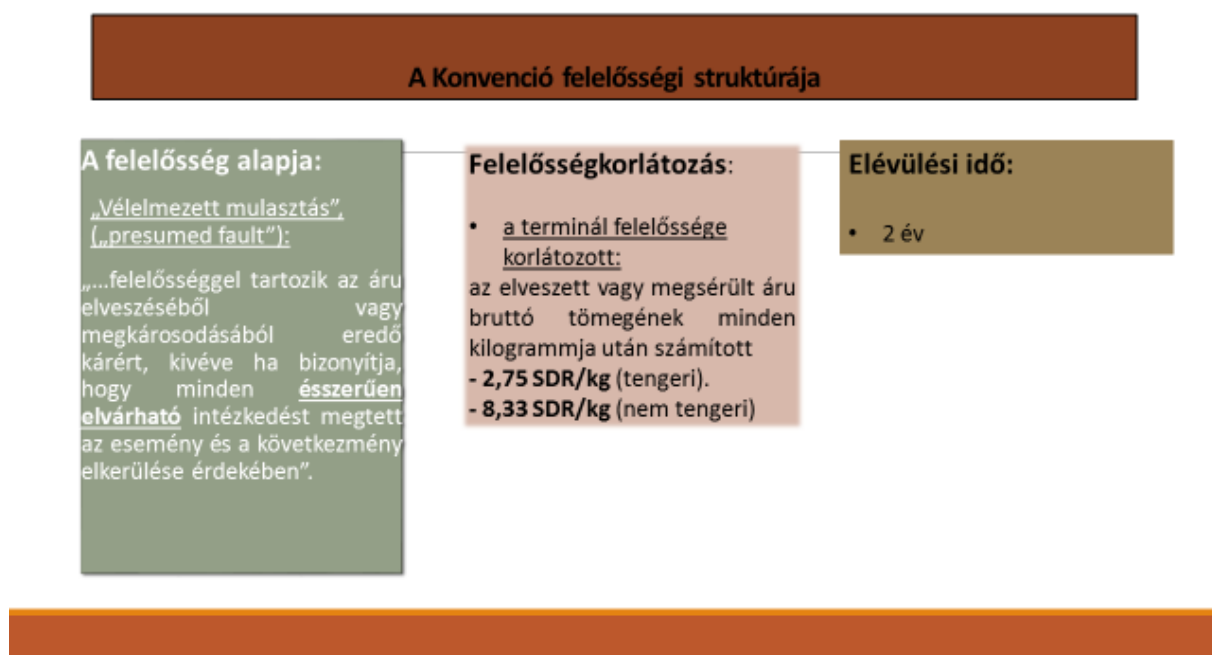 A Konvenció felelősségi struktúrája
A felelősség alapja:
„Vélelmezett mulasztás”,
(„presumed fault”):
„...felelősséggel tartozik az áru
elveszéséből vagy
megkárosodásából eredő
kárért, kivéve ha bizonyítja,
hogy minden ésszerűen
elvárható intézkedést megtett
az esemény és a következmény
elkerülése érdekében”.
Felelősségkorlátozás:
• a terminál felelőssége
korlátozott:
az elveszett vagy megsérült áru
bruttó tömegének minden
kilogrammja után számított
- 2,75 SDR/kg (tengeri).
- 8,33 SDR/kg (nem tengeri)
Elévülési idő:
• 2 év